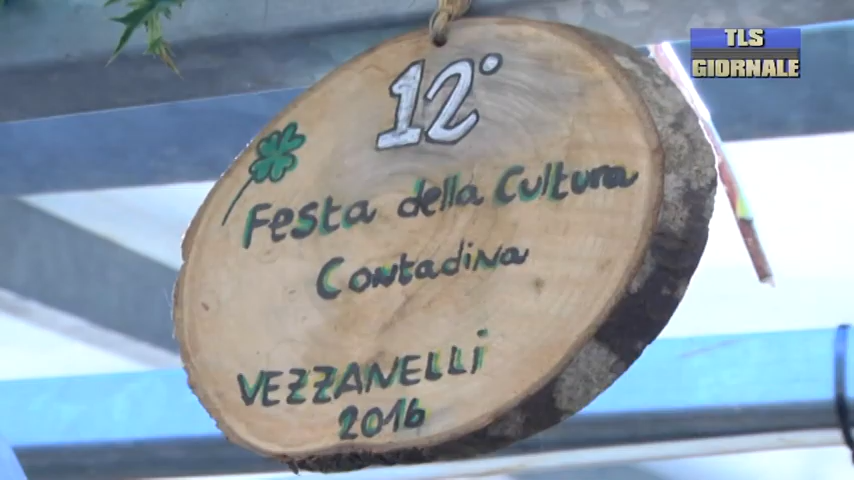 TLS
GIORNALE
12°
Festa della Cultura
Contadina
VEZZANELLi
2016